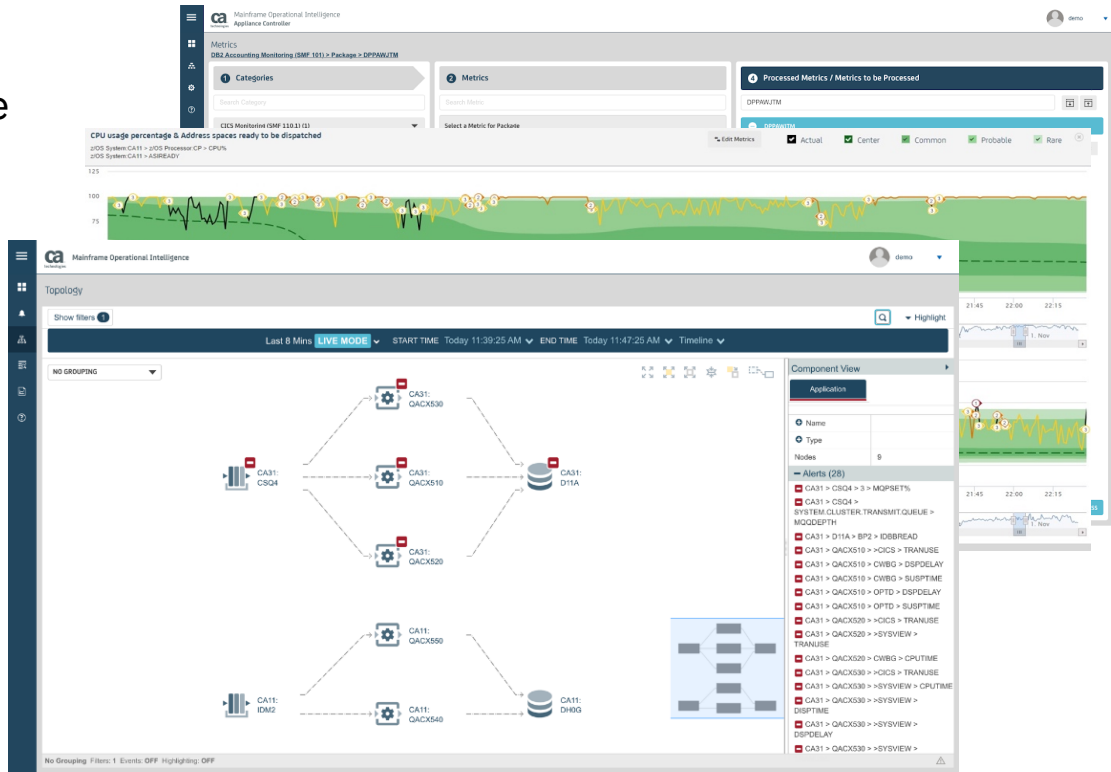 e
ca
technologies
Mainframe Operational Intelligence
Appliance Controller
demo
Metrics
DB2 Accounting Monitoring (SMF 101) > Package > DPPAWJTM
1 Categories
2 Metrics
4 Processed Metrics / Metrics to be Processed
Search Category
Search Metric
DPPAWJTM
CICS Monitoring (SMF 110.1) (1)
Select a Metric for Package
DPPAWJTM
CPU usage percentage & Address spaces ready to be dispatched
z/OS System:CA11 > z/OS Processor:CP > CPU%
z/OS System:CA11 > ASIREADY
Edit Metrics
Actual
Center
Common
Probable
Rare
125
100
75
21:45 22:00 22:15
1. Nov
21:45 22:00 22:15
1. Nov
ca
technologies
Mainframe Operational Intelligence
demo
Topology
Show filters 1
Highlight
Last 8 Mins LIVE MODE START TIME Today 11:39:25 AM END TIME Today 11:47:25 AM Timeline
NO GROUPING
CA31:
QACX530
CA31:
CSQ4
CA31:
QACX510
CA31:
D11A
CA31:
QACX520
CA11:
QACX550
CA11:
IDM2
CA11:
QACX540
CA11:
DH0G
Component View
Application
Name
Type
Nodes 9
Alerts (28)
CA31 > CSQ4 > 3 > MQPSET%
CA31 > CSQ4 >
SYSTEM.CLUSTER.TRANSMIT.QUEUE >
MQQDEPTH
CA31 > D11A > BP2 > IDBBREAD
CA31 > QACX510 > >CICS > TRANUSE
CA31 > QACX510 > CWBG > DSPDELAY
CA31 > QACX510 > CWBG > SUSPTIME
CA31 > QACX510 > OPTD > DSPDELAY
CA31 > QACX510 > OPTD > SUSPTIME
CA31 > QACX520 > >CICS > TRANUSE
CA31 > QACX520 > >SYSVIEW >
TRANUSE
CA31 > QACX520 > CWBG > CPUTIME
CA31 > QACX530 > >CICS > TRANUSE
CA31 > QACX530 > >SYSVIEW > CPUTIME
CA31 > QACX530 > >SYSVIEW >
DISPTIME
CA31 > QACX530 > >SYSVIEW >
DSPDELAY
CA31 > QACX530 > >SYSVIEW >
No Grouping Filters: 1 Events: OFF Highlighting: OFF